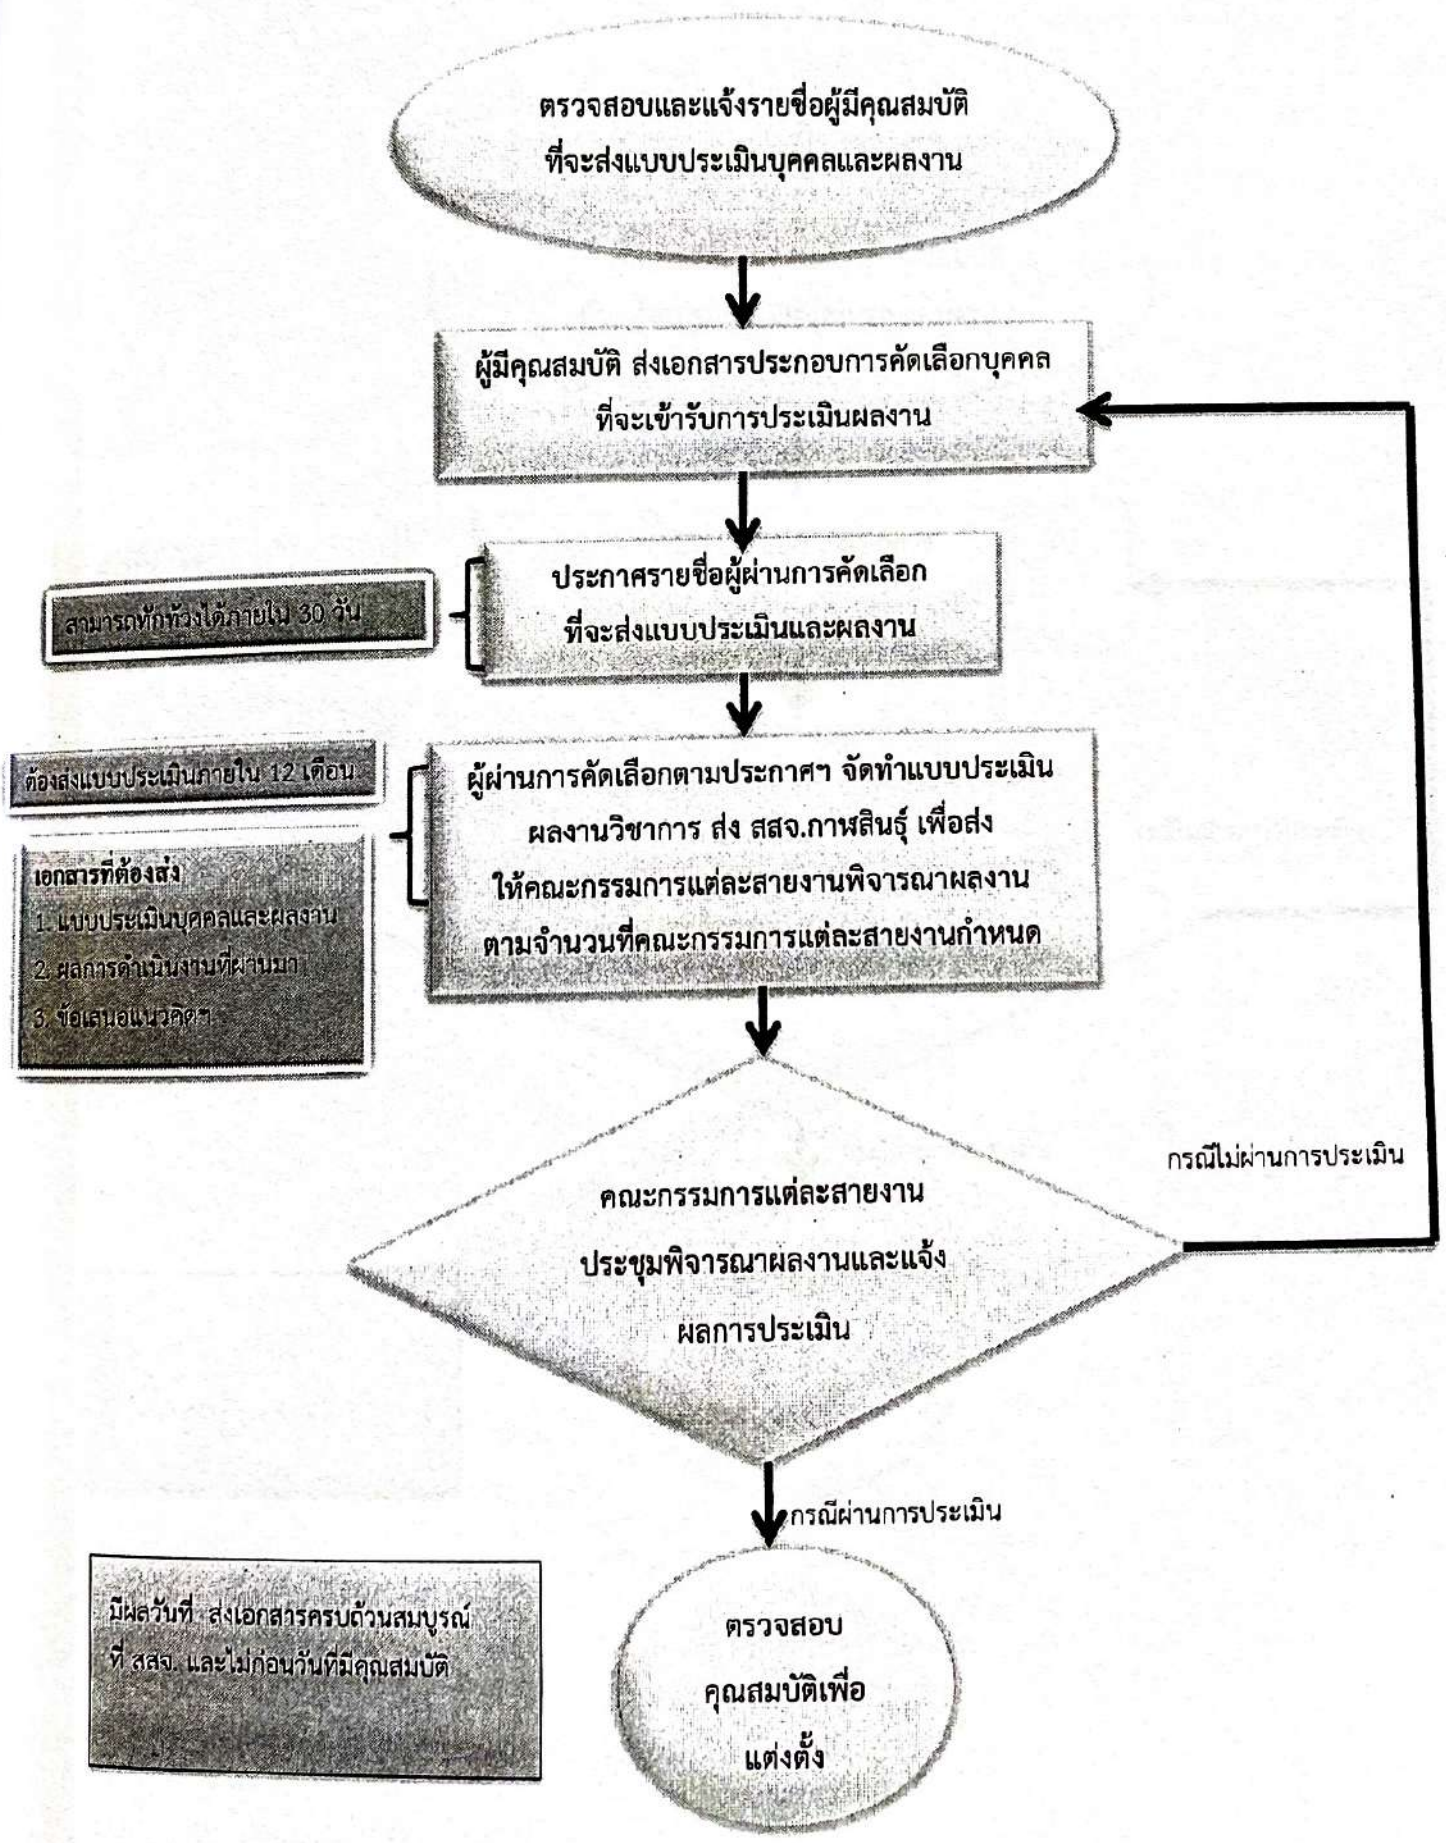 ตรวจสอบและแจ้งรายชื่อผู้มีคุณสมบัติ
ที่จะส่งแบบประเมินบุคคลและผลงาน
ผู้มีคุณสมบัติ ส่งเอกสารประกอบการคัดเลือกบุคคล
ที่จะเข้ารับการประเมินผลงาน
ประกาศรายชื่อผู้ผ่านการคัดเลือก
ที่จะส่งแบบประเมินและผลงาน
สามารถทักท้วงได้ภายใน 30 วัน
ต้องส่งแบบประเมินภายใน 12 เดือน
ผู้ผ่านการคัดเลือกตามประกาศฯ จัดทำแบบประเมิน
ผลงานวิชาการ ส่ง สสจ.กาฬสินธุ์ เพื่อส่ง
ให้คณะกรรมการแต่ละสายงานพิจารณาผลงาน
ตามจำนวนที่คณะกรรมการแต่ละสายงานกำหนด
เอกสารที่ต้องส่ง
1. แบบประเมินบุคคลและผลงาน
2. ผลการดำเนินงานที่ผ่านมา
3. ข้อเสนอแนวคิดฯ
คณะกรรมการแต่ละสายงาน
ประชุมพิจารณาผลงานและแจ้ง
ผลการประเมิน
กรณีไม่ผ่านการประเมิน
กรณีผ่านการประเมิน
ตรวจสอบ
คุณสมบัติเพื่อ
แต่งตั้ง
มีผลวันที่ ส่งเอกสารครบถ้วนสมบูรณ์
ที่ สสจ. และไม่ก่อนวันที่มีคุณสมบัติ